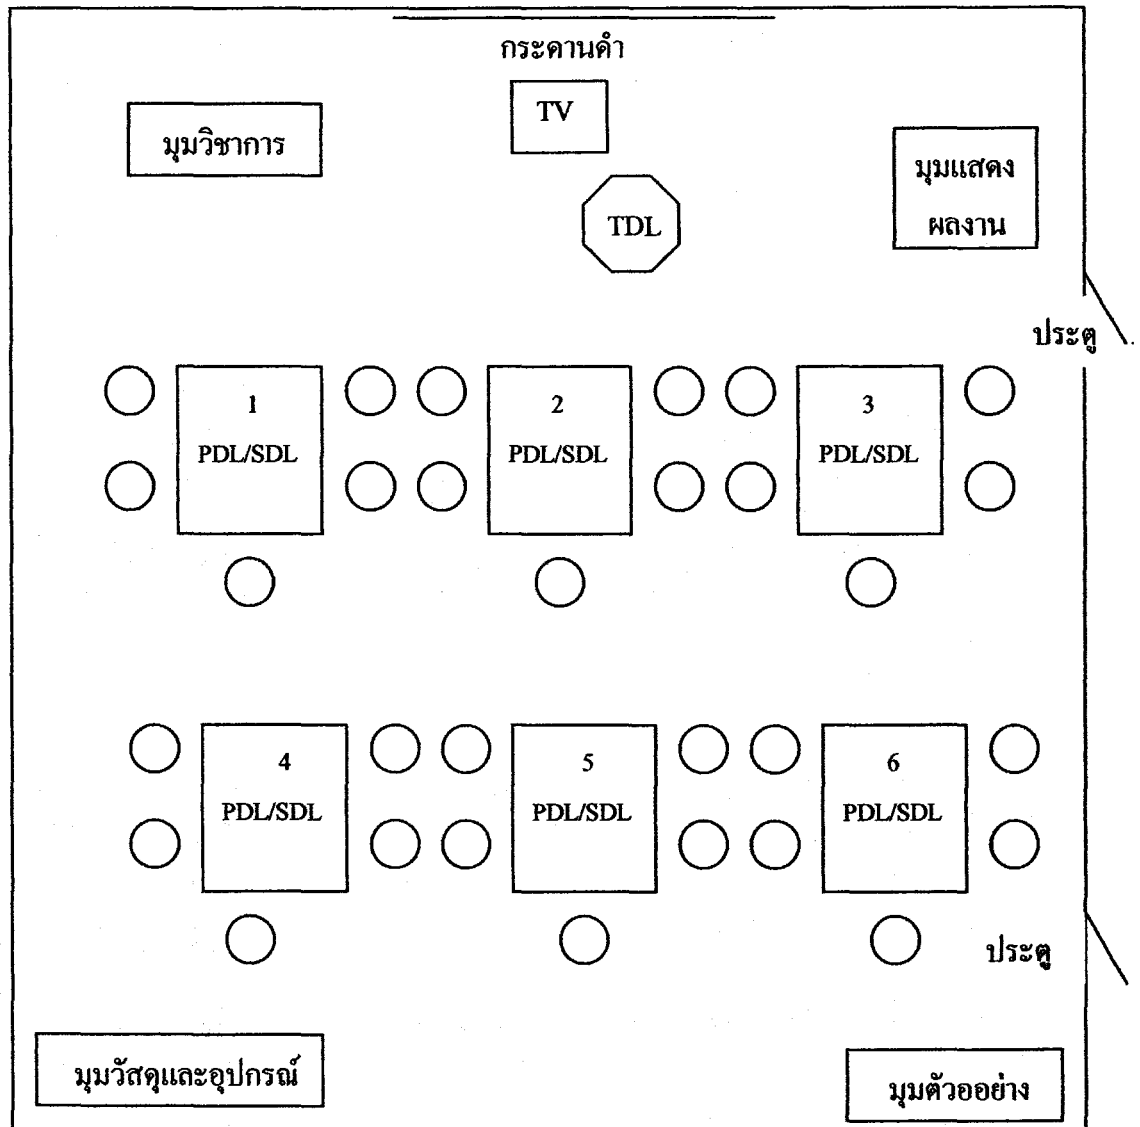 กระดานดำ
TV
มุมวิชาการ
มุมแสดง
ผลงาน
TDL
ประตู
1
PDL/SDL
2
PDL/SDL
3
PDL/SDL
4
PDL/SDL
5
PDL/SDL
6
PDL/SDL
ประตู
มุมวัสดุและอุปกรณ์
มุมตัวออย่าง